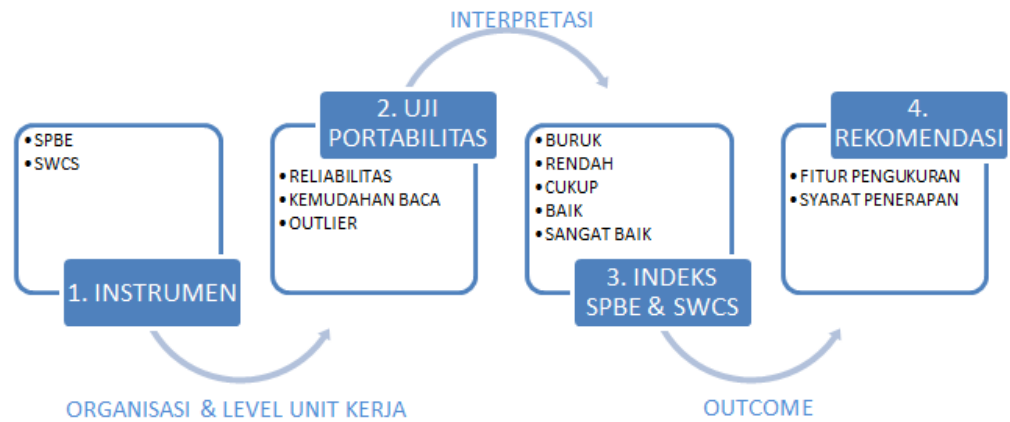 INTERPRETASI
• SPBE
• SWCS
1. INSTRUMEN
ORGANISASI & LEVEL UNIT KERJA
2. UJI
PORTABILITAS
• RELIABILITAS
• KEMUDAHAN BACA
• OUTLIER
• BURUK
• RENDAH
• CUKUP
• BAIK
• SANGAT BAIK
3. INDEKS
SPBE & SWCS
OUTCOME
4.
REKOMENDASI
• FITUR PENGUKURAN
• SYARAT PENERAPAN